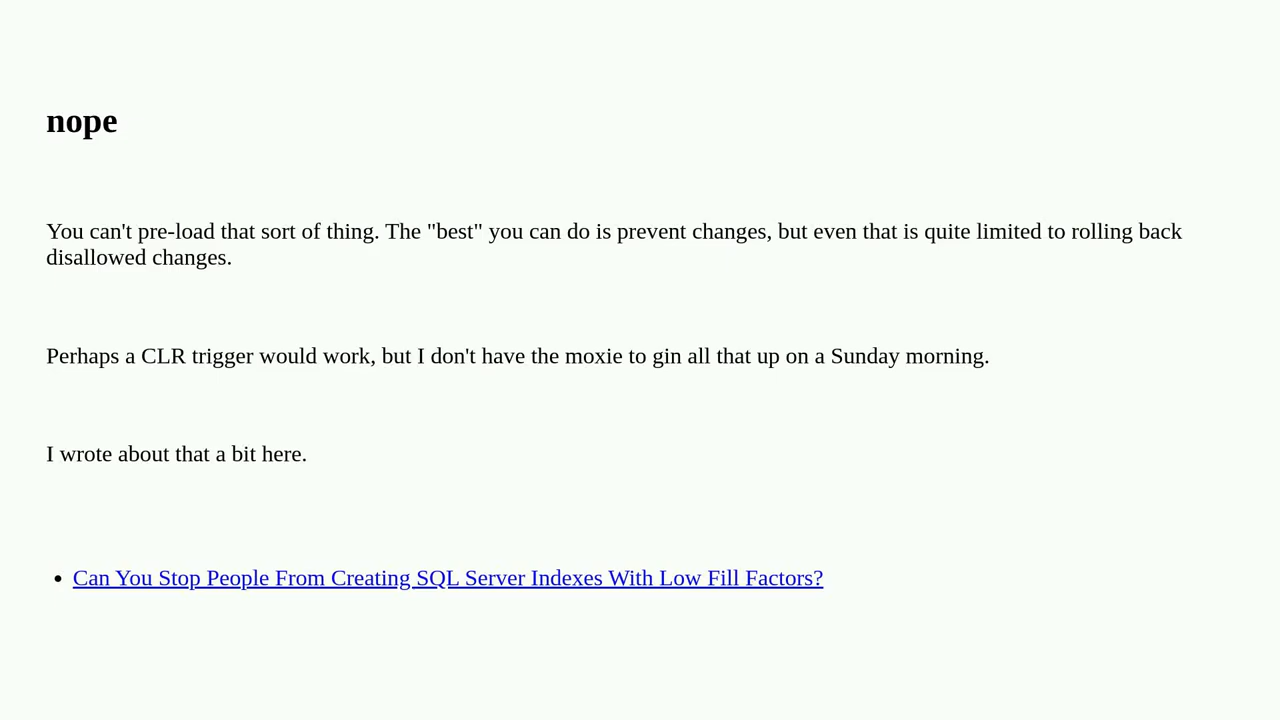 nope
You can't pre-load that sort of thing. The "best" you can do is prevent changes, but even that is quite limited to rolling back
disallowed changes.
Perhaps a CLR trigger would work, but I don't have the moxie to gin all that up on a Sunday morning.
I wrote about that a bit here.
• Can You Stop People From Creating SQL Server Indexes With Low Fill Factors?